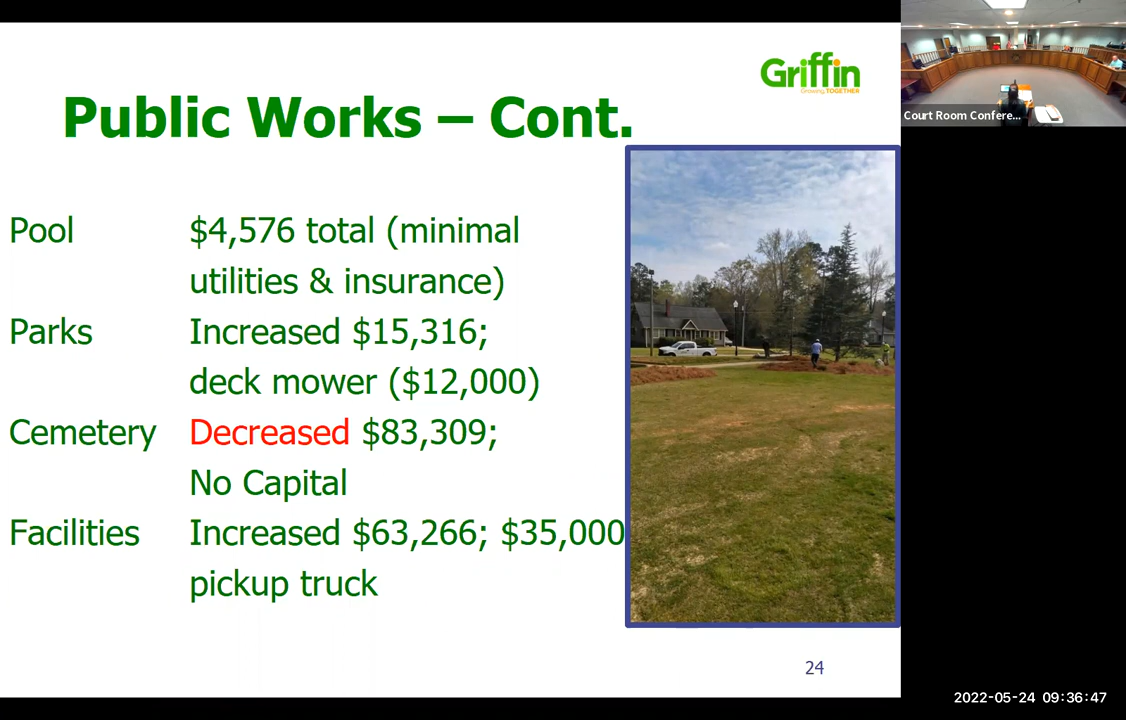 Griffin
Growing TOGETHER
Public Works – Cont.
Pool $4,576 total (minimal
utilities & insurance)
Parks Increased $15,316;
deck mower ($12,000)
Cemetery Decreased $83,309;
No Capital
Facilities Increased $63,266; $35,000
pickup truck
24
Court Room Confere...
2022-05-24 09:36:47